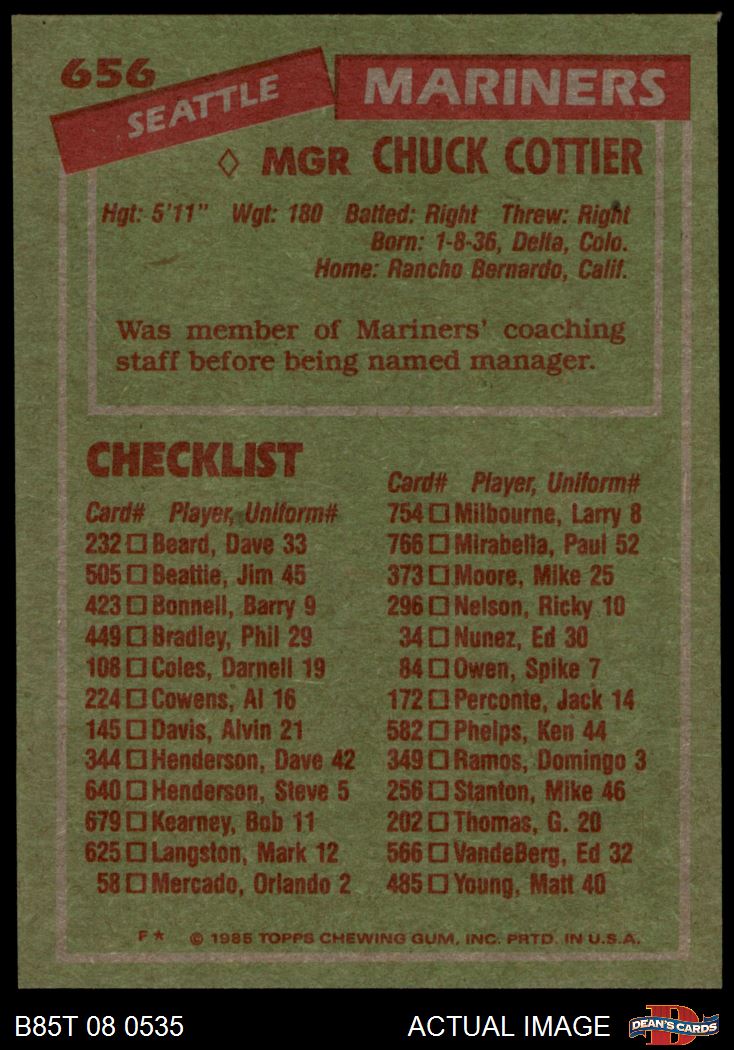 656
SEATTLE MARINERS
◊ MGR CHUCK COTTIER
Hgt: 5'11" Wgt: 180 Batted: Right Threw: Right
Born: 1-8-36, Delta, Colo.
Home: Rancho Bernardo, Calif.
Was member of Mariners' coaching
staff before being named manager.
CHECKLIST
Card# Player, Uniform#
232 □ Beard, Dave 33
505 □ Beattie, Jim 45
423 □ Bonnell, Barry 9
449 □ Bradley, Phil 29
108 □ Coles, Darnell 19
224 □ Cowens, Al 16
145 □ Davis, Alvin 21
344 □ Henderson, Dave 42
640 □ Henderson, Steve 5
679 □ Kearney, Bob 11
625 □ Langston, Mark 12
58 □ Mercado, Orlando 2
Card# Player, Uniform#
754 □ Milbourne, Larry 8
766 □ Mirabella, Paul 52
373 □ Moore, Mike 25
296 □ Nelson, Ricky 10
34 □ Nunez, Ed 30
84 □ Owen, Spike 7
172 □ Perconte, Jack 14
582 □ Phelps, Ken 44
349 □ Ramos, Domingo 3
256 □ Stanton, Mike 46
202 □ Thomas, G. 20
566 □ VandeBerg, Ed 32
485 □ Young, Matt 40
F* © 1985 TOPPS CHEWING GUM, INC. PRTD. IN U.S.A.
B85T 08 0535 ACTUAL IMAGE D DEAN'S CARDS